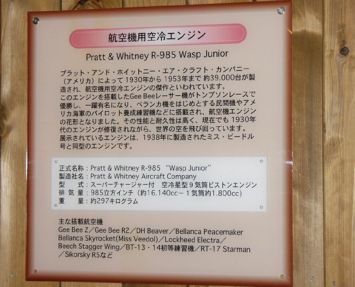 航空機用空冷エンジン
Pratt & Whitney R-985 Wasp Junior
プラット・アンド・ホイットニー・エア・クラフト・カンパニー
（アメリカ）によって1930年から1953年まで約39,000台が製
造され、航空機用空冷エンジンの傑作といわれています。
このエンジンを搭載したGee Beeレーサー機がトンプソンレースで
優勝し、一躍有名になり、ベランカ機をはじめとする民間機やア
メリカ海軍のパイロット養成練習機などに搭載され、航空機エンジン
の花形となりました。その性能と耐久性は高く、現在でも1930年
代のエンジンが修復されながら、世界の空を飛び回っています。
展示されているエンジンは、1938年に製造されたミス・ビードル
号と同型のエンジンです。
正式名称：Pratt & Whitney R-985 "Wasp Junior"
製造社名：Pratt & Whitney Aircraft Company
型 式：スーパーチャージャー付 空冷星型9気筒ピストンエンジン
排 気 量：985立方インチ（約16.140cc－1気筒約1.800cc）
重 量：約297キログラム
主な搭載航空機
Gee Bee Z／Gee Bee RZ／DH Beaver／Bellanca Peacemaker
Bellanca Skyrocket(Miss Veedol)／Lockheed Electra／
Beech Stagger Wing／BT-13・14初等練習機／RT-17 Starman
／Sikorsky R5など